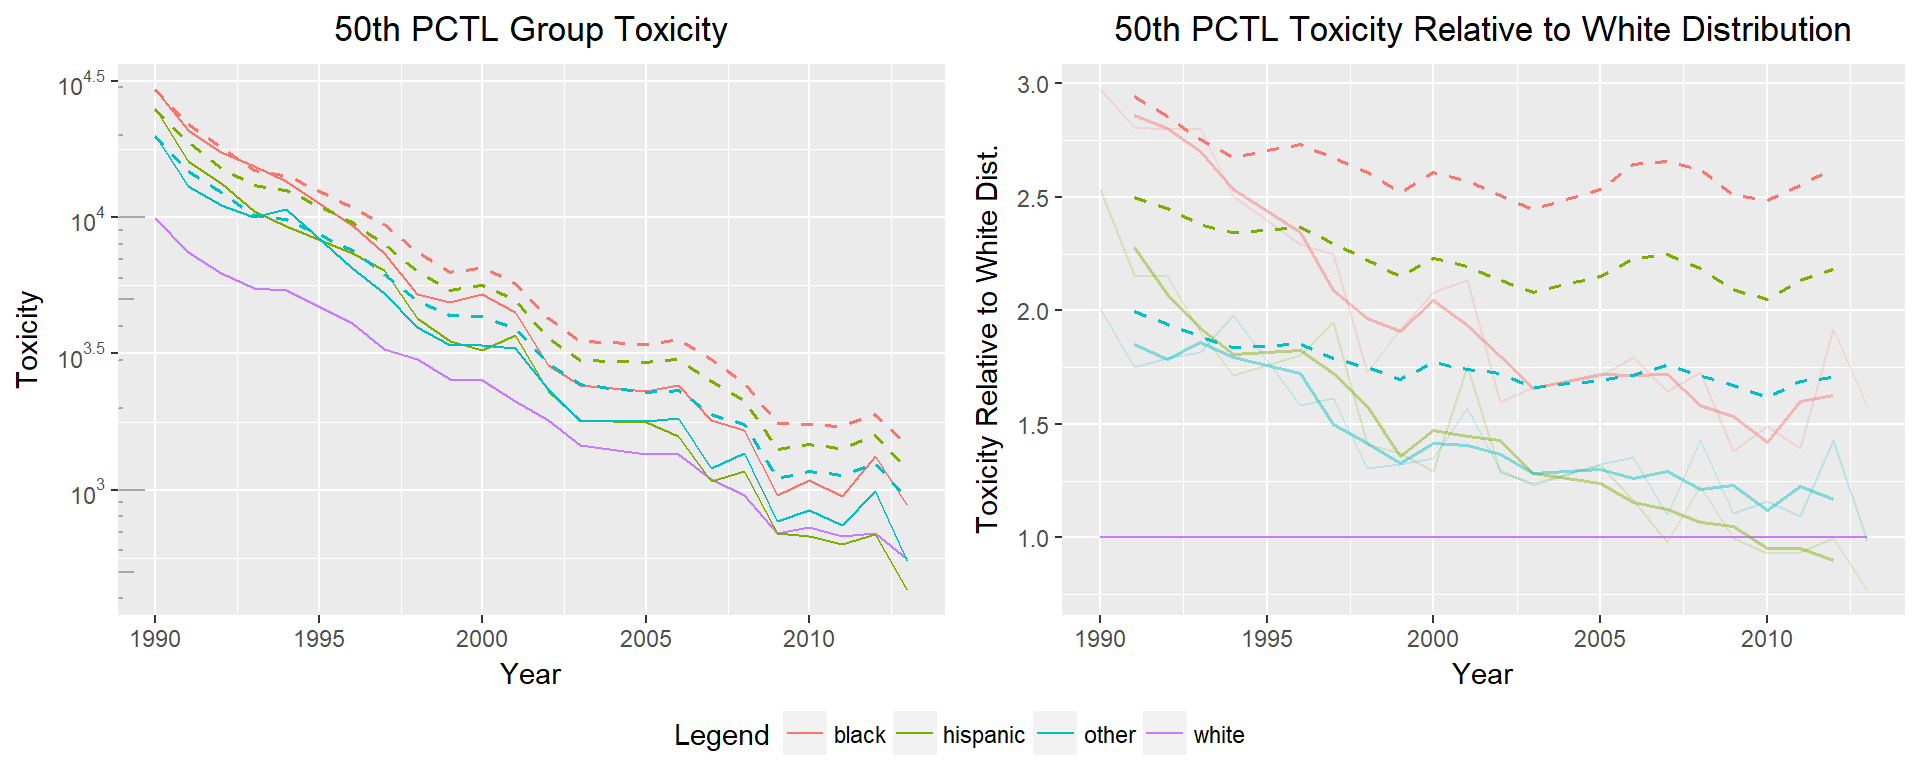 50th PCTL Group Toxicity
Toxicity
10^4.5
10^4
10^3.5
10^3
1990 1995 2000 2005 2010
Year
50th PCTL Toxicity Relative to White Distribution
Toxicity Relative to White Dist.
3.0
2.5
2.0
1.5
1.0
1990 1995 2000 2005 2010
Year
Legend black hispanic other white